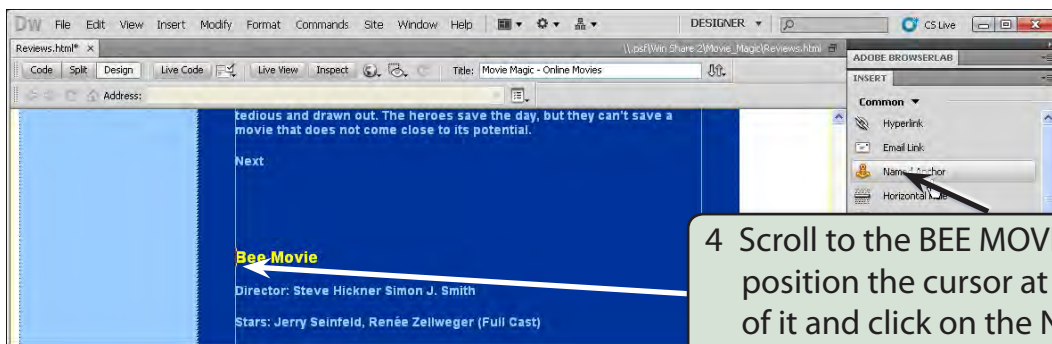 DW File Edit View Insert Modify Format Commands Site Window Help DESIGNER CS Live
Reviews.html* \\.psf\Win Share 2\Movie_Magic\Reviews.html
Code Split Design Live Code Live View Inspect Title: Movie Magic - Online Movies
Address:
ADOBE BROWSERLAB
INSERT
Common
Hyperlink
Email Link
Named Anchor
Horizontal
tedious and drawn out. The heroes save the day, but they can't save a
movie that does not come close to its potential.
Next
Bee Movie
Director: Steve Hickner Simon J. Smith
Stars: Jerry Seinfeld, Renée Zellweger (Full Cast)
4 Scroll to the BEE MOV
position the cursor at
of it and click on the N